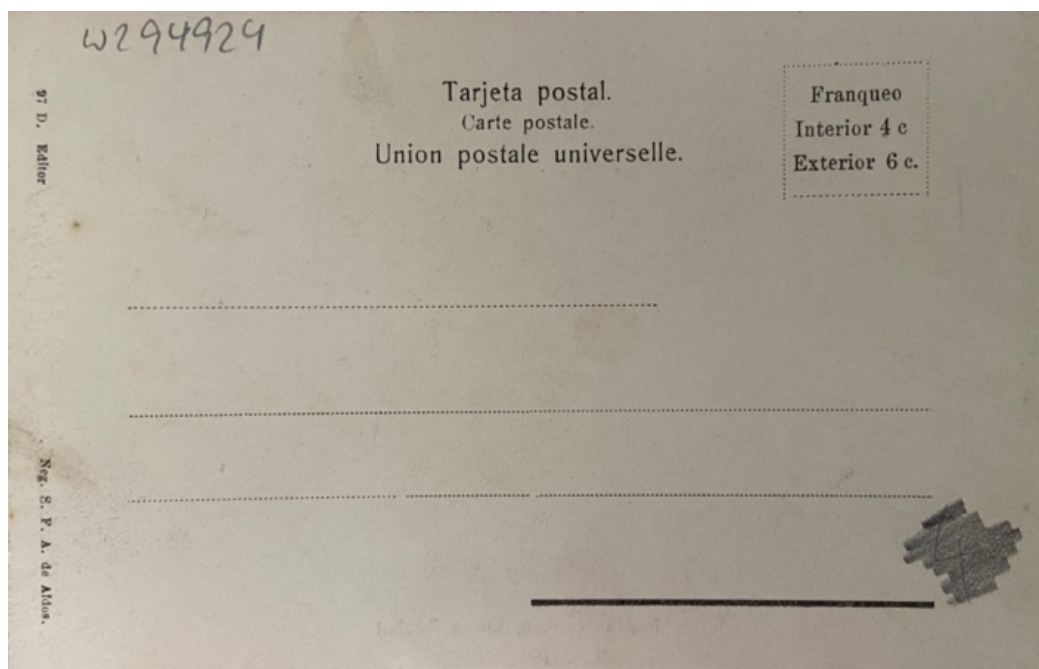 W294924
Tarjeta postal.
Carte postale.
Union postale universelle.
Franqueo
Interior 4 c
Exterior 6 c.
97 D. Editor
Neg. S. F. A. de Aldos.